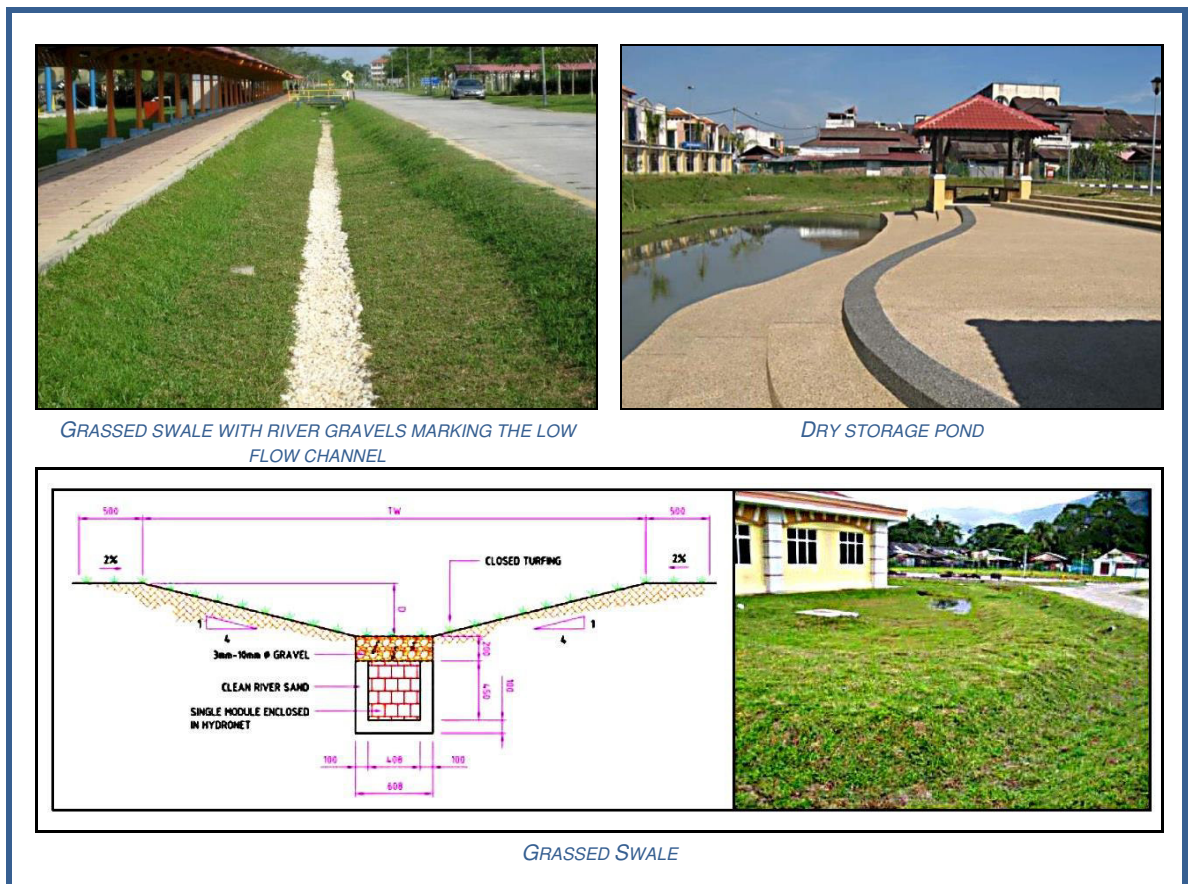 GRASSED SWALE WITH RIVER GRAVELS MARKING THE LOW
FLOW CHANNEL
DRY STORAGE POND
500
TW
500
2%
2%
CLOSED TURFING
D
1
4
1
4
3mm-10mm Ø GRAVEL
200
CLEAN RIVER SAND
450
100
SINGLE MODULE ENCLOSED
IN HYDRONET
100
408
100
608
GRASSED SWALE